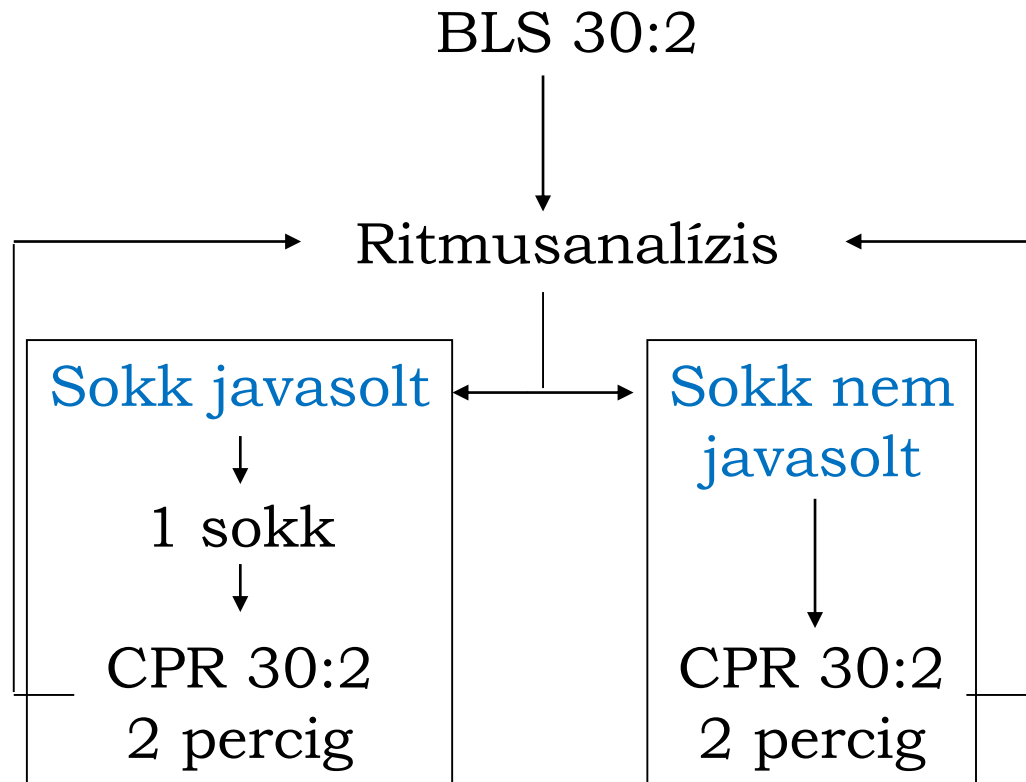 BLS 30:2
Ritmusanalízis
Sokk javasolt
1 sokk
CPR 30:2
2 percig
Sokk nem
javasolt
CPR 30:2
2 percig